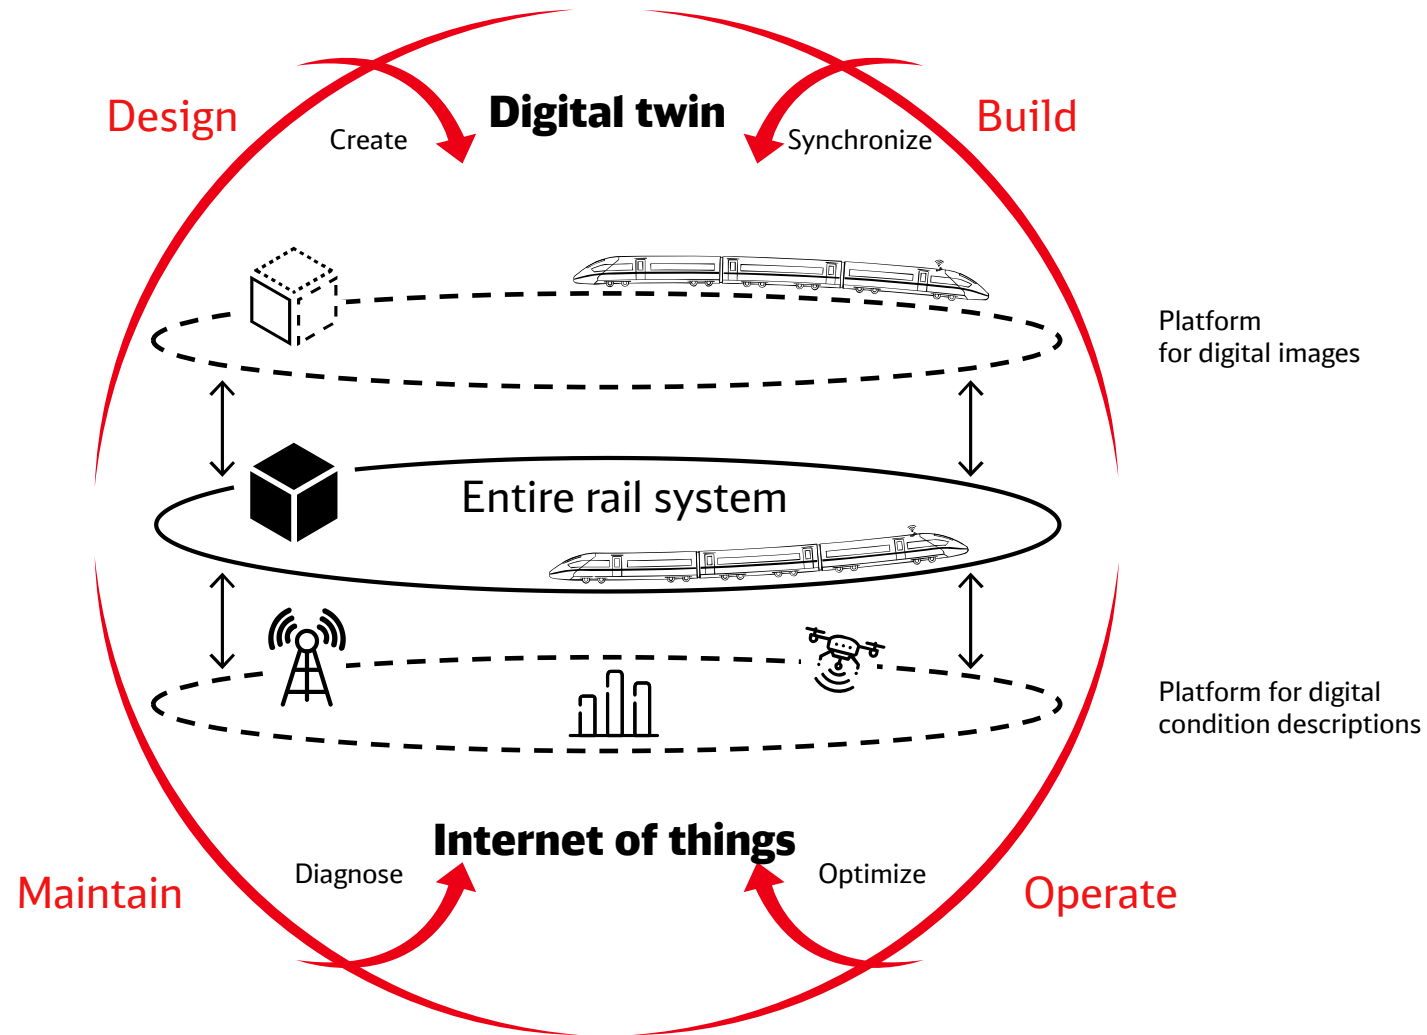 Digital twin
Design
Build
Create
Synchronize
Platform
for digital images
Entire rail system
Platform for digital
condition descriptions
Internet of things
Diagnose
Optimize
Maintain
Operate